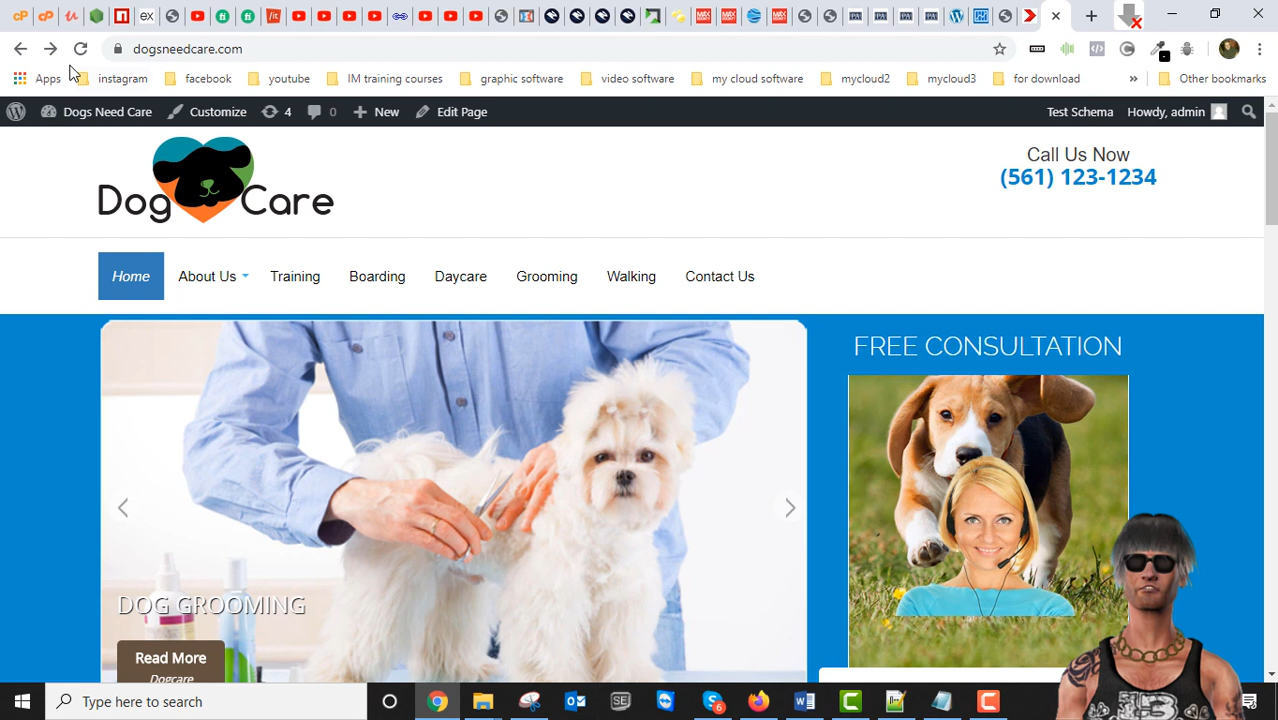 dogsneedcare.com
Apps instagram facebook youtube IM training courses graphic software video software my cloud software mycloud2 mycloud3 for download » Other bookmarks
Dogs Need Care Customize 4 0 New Edit Page Test Schema Howdy, admin
Dog Care
Call Us Now
(561) 123-1234
Home About Us Training Boarding Daycare Grooming Walking Contact Us
FREE CONSULTATION
DOG GROOMING
Read More
Dogcare
Type here to search